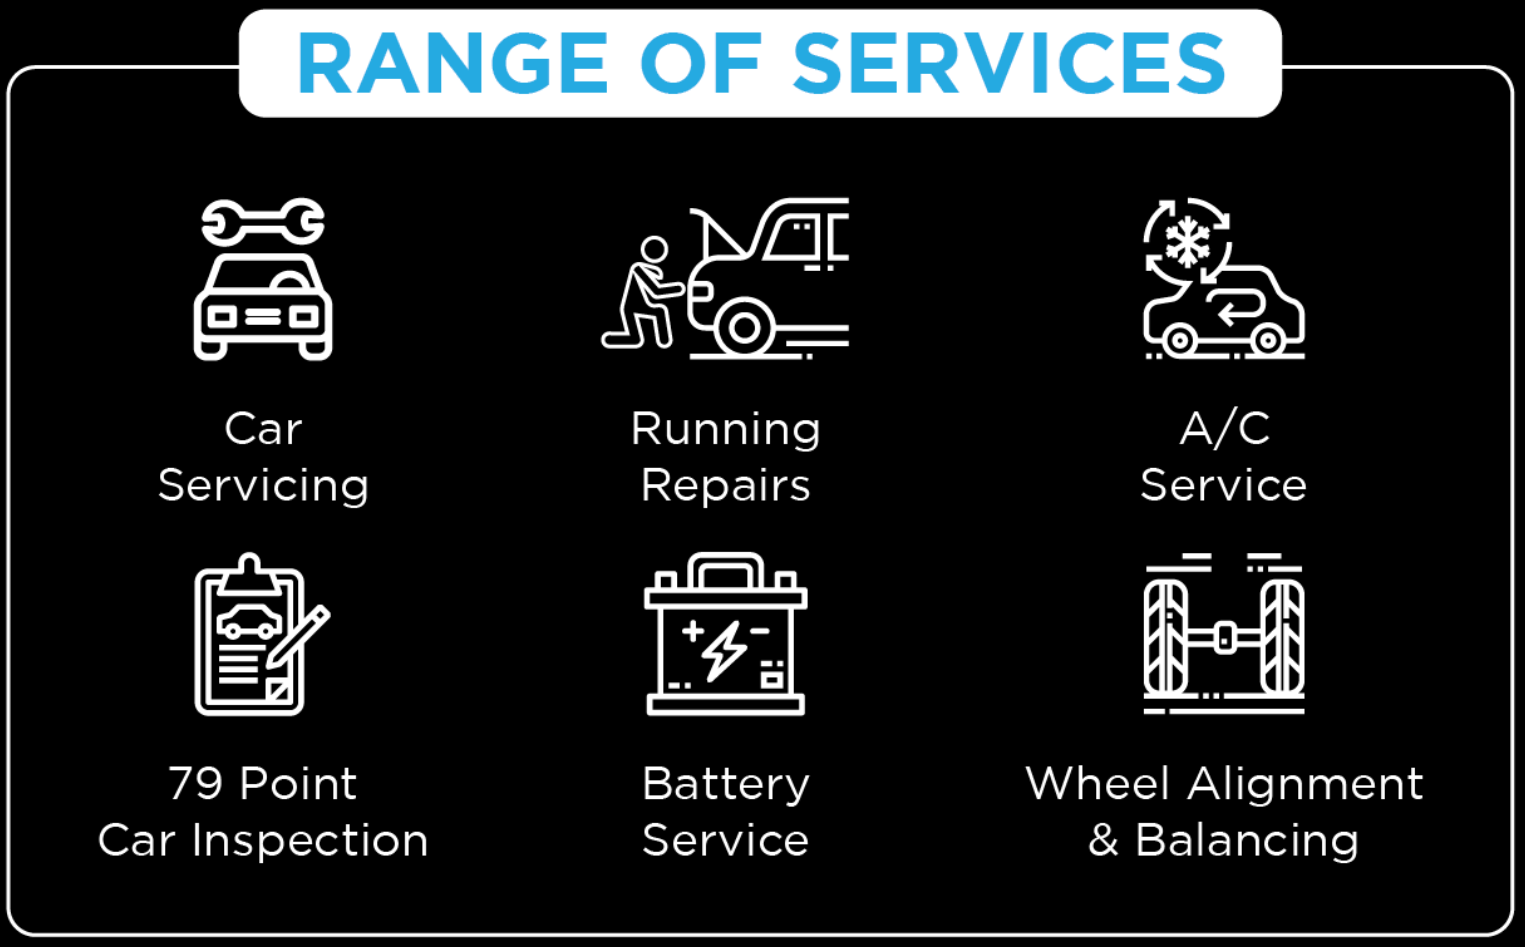 RANGE OF SERVICES
Car
Servicing
Running
Repairs
A/C
Service
79 Point
Car Inspection
Battery
Service
Wheel Alignment
& Balancing